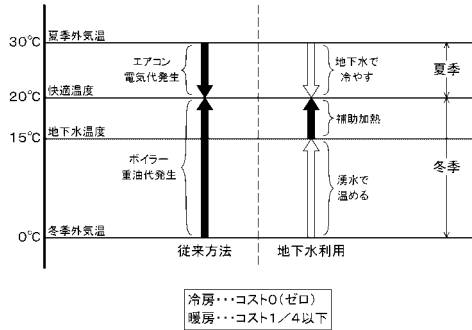 30℃
夏季外気温
エアコン
電気代発生
地下水で
冷やす
夏季
20℃
快適温度
補助加熱
15℃
地下水温度
ボイラー
重油代発生
湧水で
温める
冬季
0℃
冬季外気温
従来方法
地下水利用
冷房･･･コスト０（ゼロ）
暖房･･･コスト１／４以下